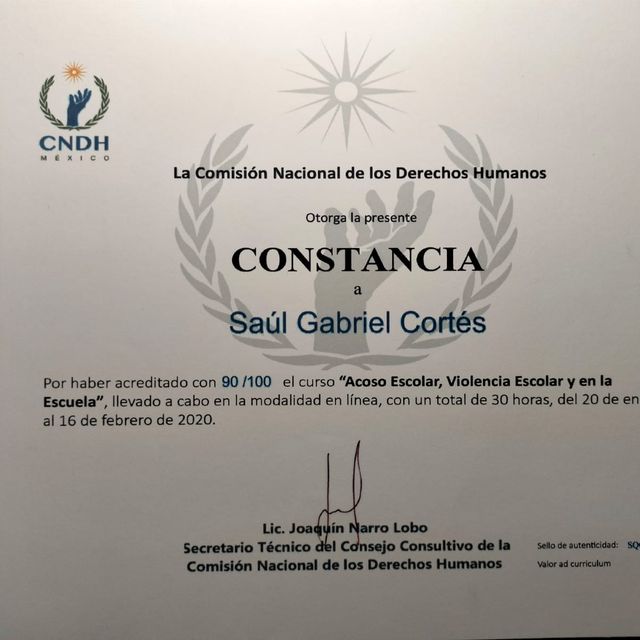 CNDH
MÉXICO
La Comisión Nacional de los Derechos Humanos
Otorga la presente
CONSTANCIA
a
Saúl Gabriel Cortés
Por haber acreditado con 90 /100 el curso “Acoso Escolar, Violencia Escolar y en la
Escuela”, llevado a cabo en la modalidad en línea, con un total de 30 horas, del 20 de en
al 16 de febrero de 2020.
Lic. Joaquín Narro Lobo
Secretario Técnico del Consejo Consultivo de la
Comisión Nacional de los Derechos Humanos
Sello de autenticidad:
Valor ad curriculum